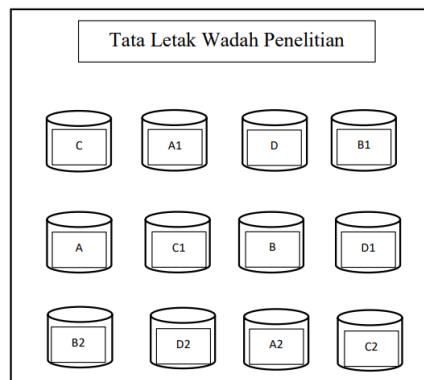 Tata Letak Wadah Penelitian
C A1 D B1
A C1 B D1
B2 D2 A2 C2